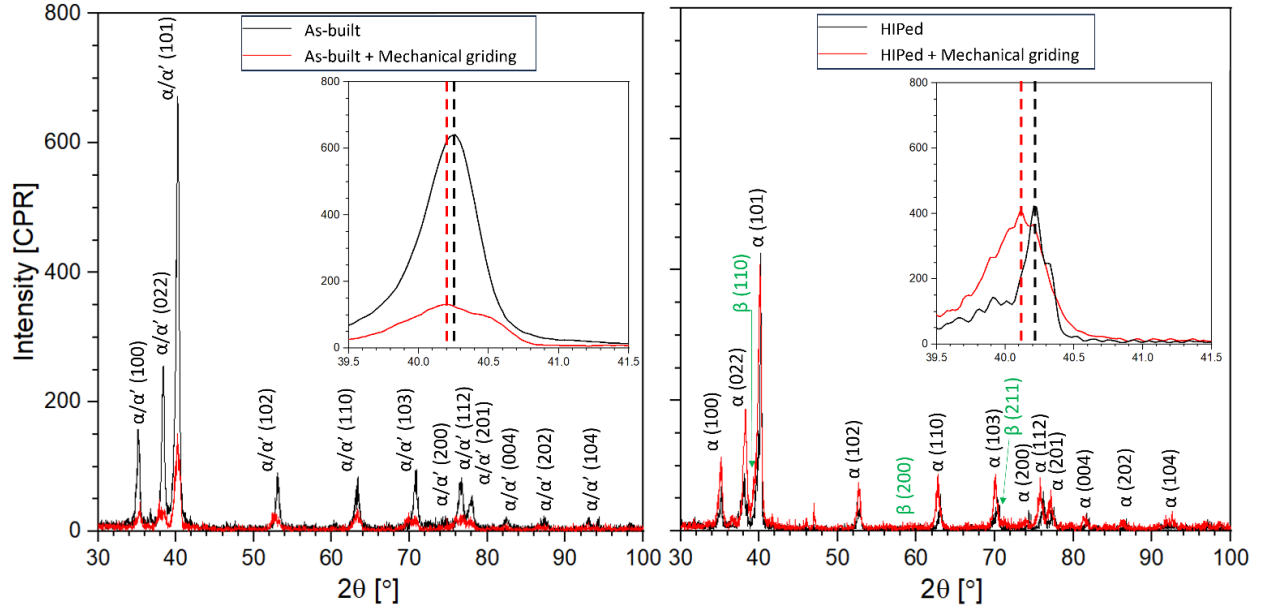 As-built
As-built + Mechanical griding
800
600
400
200
0
Intensity [CPR]
30 40 50 60 70 80 90 100
2θ [°]
α/α′ (100)
α/α′ (022)
α/α′ (101)
α/α′ (102)
α/α′ (110)
α/α′ (103)
α/α′ (200)
α/α′ (112)
α/α′ (201)
α/α′ (004)
α/α′ (202)
α/α′ (104)
800
600
400
200
0
39.5 40.0 40.5 41.0 41.5
HIPed
HIPed + Mechanical griding
α (100)
α (022)
β (110)
α (101)
α (102)
β (200)
α (110)
α (103)
β (211)
α (200)
α (112)
α (201)
α (004)
α (202)
α (104)
800
600
400
200
0
39.5 40.0 40.5 41.0 41.5
30 40 50 60 70 80 90 100
2θ [°]